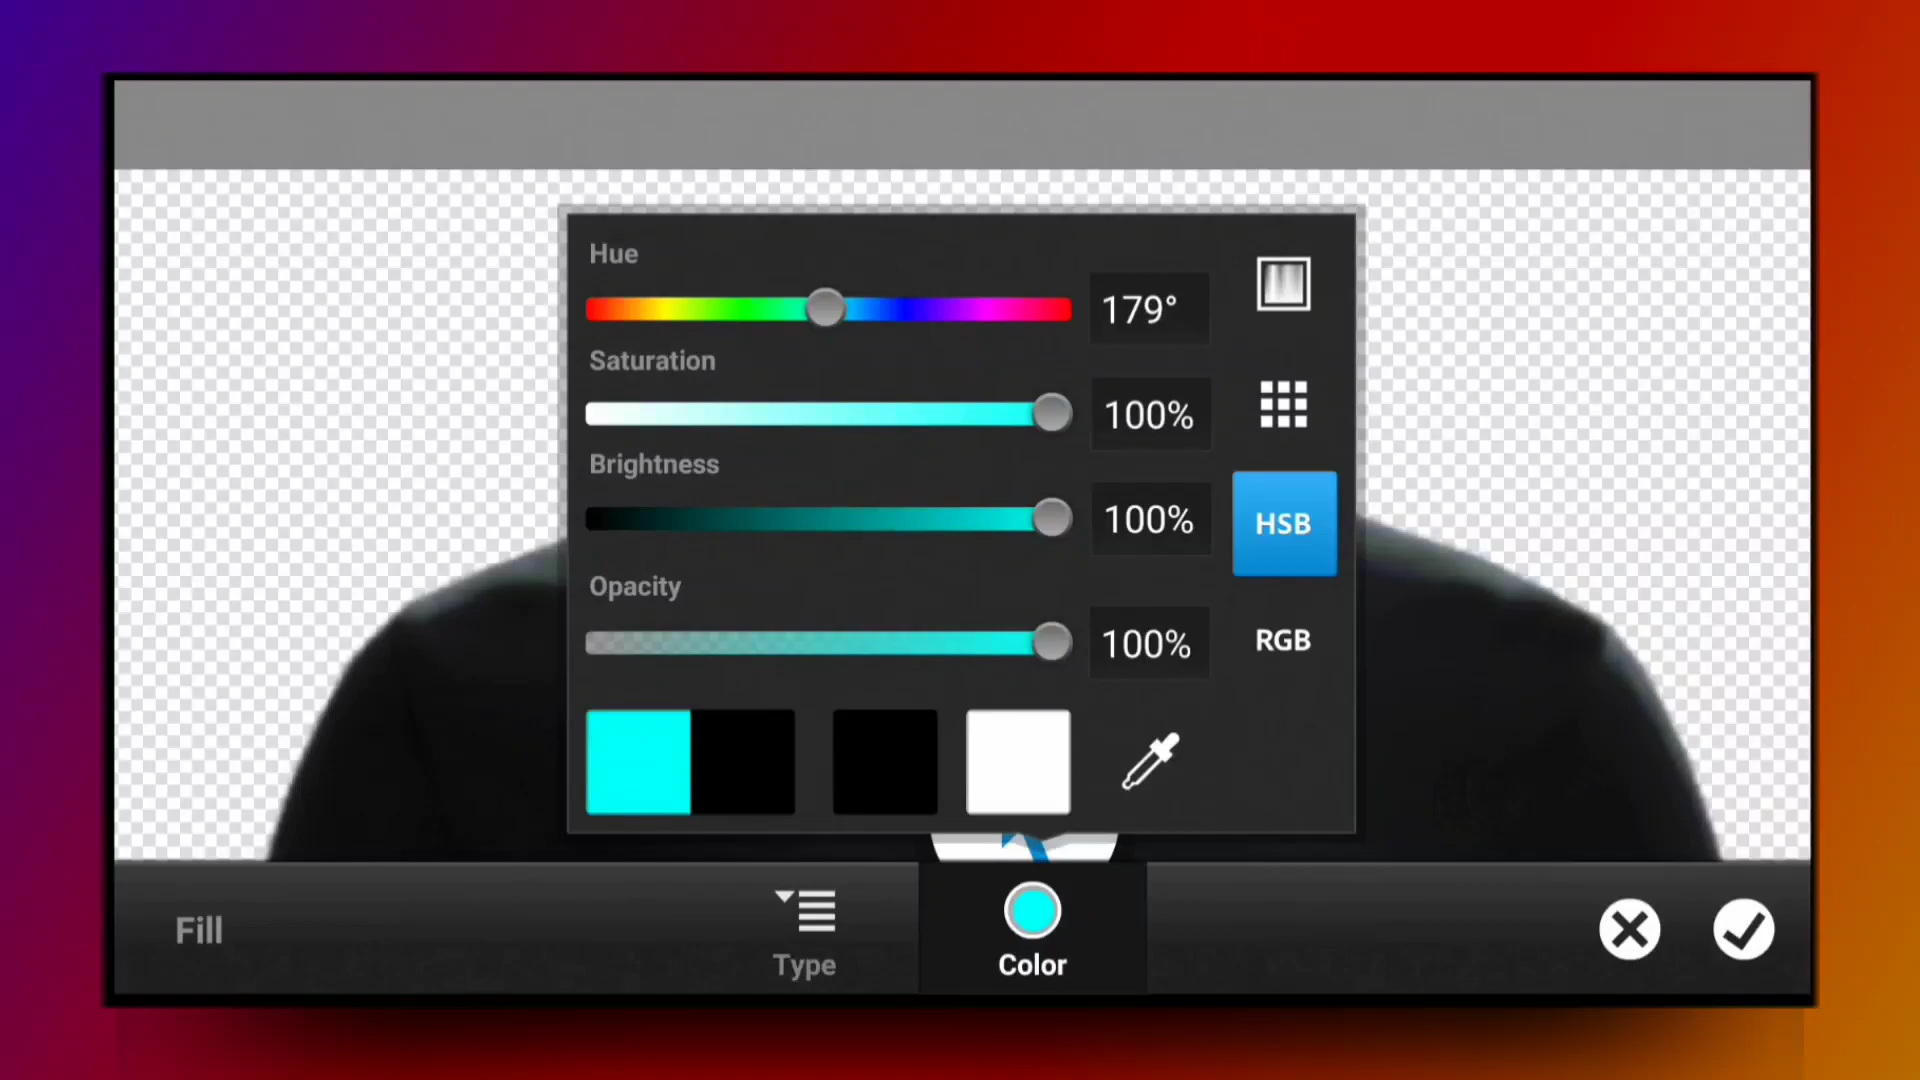 Hue
179°
Saturation
100%
Brightness
100%
HSB
Opacity
100%
RGB
Fill
Type
Color